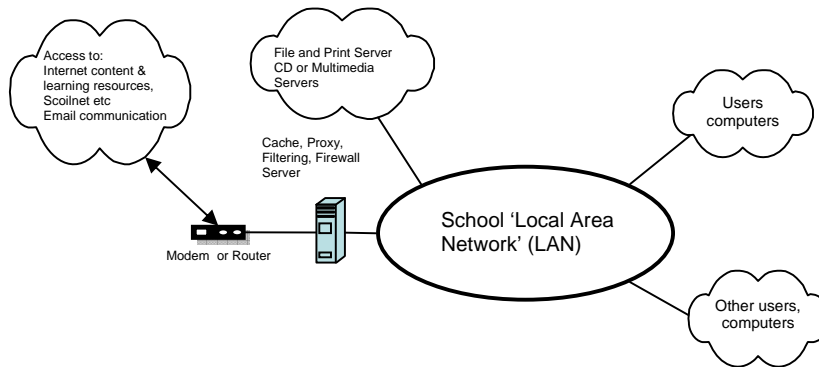 Access to:
Internet content &
learning resources,
Scoilnet etc
Email communication
File and Print Server
CD or Multimedia
Servers
Users
computers
Cache, Proxy,
Filtering, Firewall
Server
School ‘Local Area
Network’ (LAN)
Modem or Router
Other users,
computers